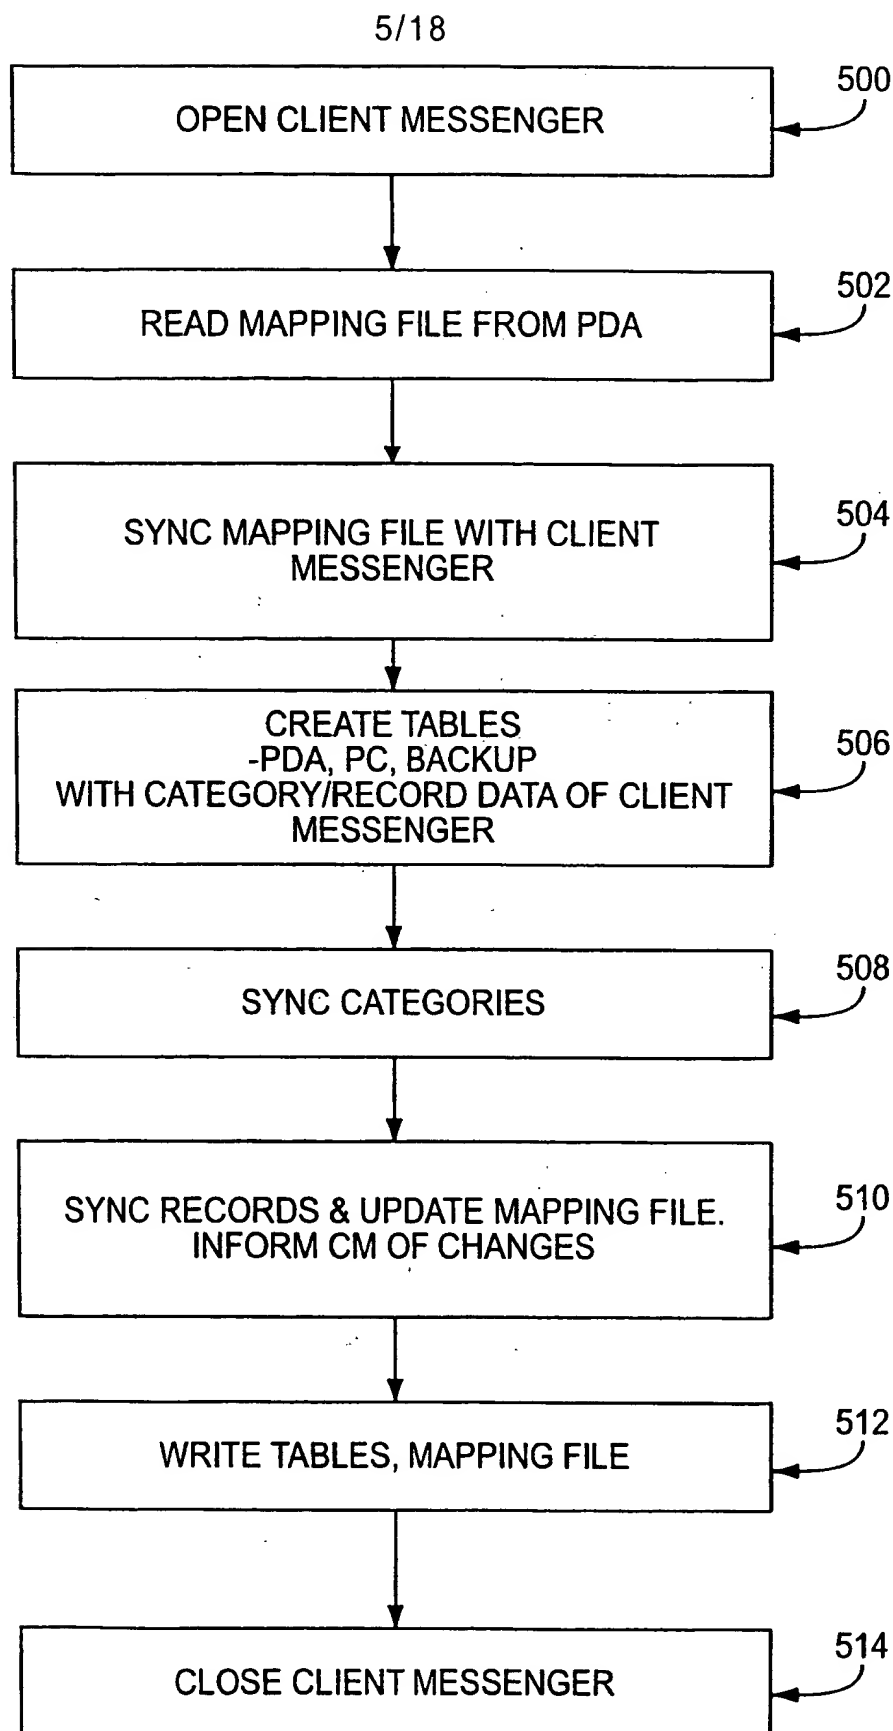 5/18
OPEN CLIENT MESSENGER
500
READ MAPPING FILE FROM PDA
502
SYNC MAPPING FILE WITH CLIENT
MESSENGER
504
CREATE TABLES
-PDA, PC, BACKUP
WITH CATEGORY/RECORD DATA OF CLIENT
MESSENGER
506
SYNC CATEGORIES
508
SYNC RECORDS & UPDATE MAPPING FILE.
INFORM CM OF CHANGES
510
WRITE TABLES, MAPPING FILE
512
CLOSE CLIENT MESSENGER
514